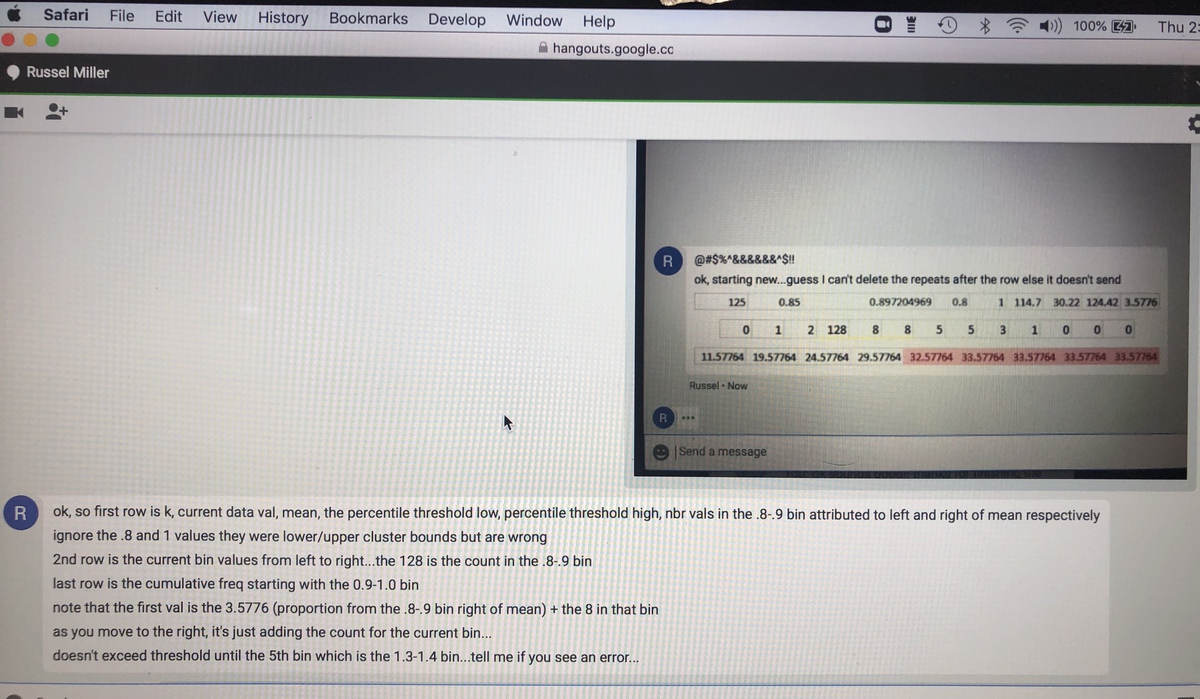 Safari File Edit View History Bookmarks Develop Window Help 100% Thu 2:
hangouts.google.cc
Russel Miller
R @#$%^&&&&&&^$!!
ok, starting new...guess I can't delete the repeats after the row else it doesn't send
125 0.85 0.897204969 0.8 1 114.7 30.22 124.42 3.5776
0 1 2 128 8 8 5 5 3 1 0 0 0
11.57764 19.57764 24.57764 29.57764 32.57764 33.57764 33.57764 33.57764 33.57764
Russel • Now
R
Send a message
R ok, so first row is k, current data val, mean, the percentile threshold low, percentile threshold high, nbr vals in the .8-.9 bin attributed to left and right of mean respectively
ignore the .8 and 1 values they were lower/upper cluster bounds but are wrong
2nd row is the current bin values from left to right...the 128 is the count in the .8-.9 bin
last row is the cumulative freq starting with the 0.9-1.0 bin
note that the first val is the 3.5776 (proportion from the .8-.9 bin right of mean) + the 8 in that bin
as you move to the right, it's just adding the count for the current bin...
doesn't exceed threshold until the 5th bin which is the 1.3-1.4 bin...tell me if you see an error...